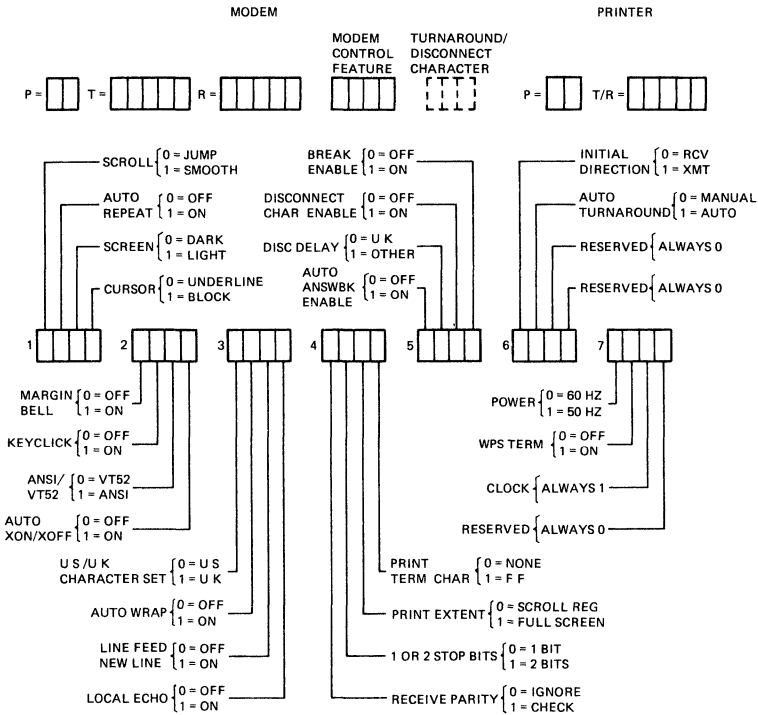 MODEM PRINTER
MODEM CONTROL FEATURE
TURNAROUND/ DISCONNECT CHARACTER
P = T = R = P = T/R =
SCROLL 0 = JUMP
1 = SMOOTH
AUTO REPEAT 0 = OFF
1 = ON
SCREEN 0 = DARK
1 = LIGHT
CURSOR 0 = UNDERLINE
1 = BLOCK
BREAK ENABLE 0 = OFF
1 = ON
DISCONNECT CHAR ENABLE 0 = OFF
1 = ON
DISC DELAY 0 = U K
1 = OTHER
AUTO ANSWBK ENABLE 0 = OFF
1 = ON
INITIAL DIRECTION 0 = RCV
1 = XMT
AUTO TURNAROUND 0 = MANUAL
1 = AUTO
RESERVED ALWAYS 0
RESERVED ALWAYS 0
1 2 3 4 5 6 7
MARGIN BELL 0 = OFF
1 = ON
KEYCLICK 0 = OFF
1 = ON
ANSI/ VT52 0 = VT52
1 = ANSI
AUTO XON/XOFF 0 = OFF
1 = ON
U S /U K CHARACTER SET 0 = U S
1 = U K
AUTO WRAP 0 = OFF
1 = ON
LINE FEED NEW LINE 0 = OFF
1 = ON
LOCAL ECHO 0 = OFF
1 = ON
PRINT TERM CHAR 0 = NONE
1 = F F
PRINT EXTENT 0 = SCROLL REG
1 = FULL SCREEN
1 OR 2 STOP BITS 0 = 1 BIT
1 = 2 BITS
RECEIVE PARITY 0 = IGNORE
1 = CHECK
POWER 0 = 60 HZ
1 = 50 HZ
WPS TERM 0 = OFF
1 = ON
CLOCK ALWAYS 1
RESERVED ALWAYS 0